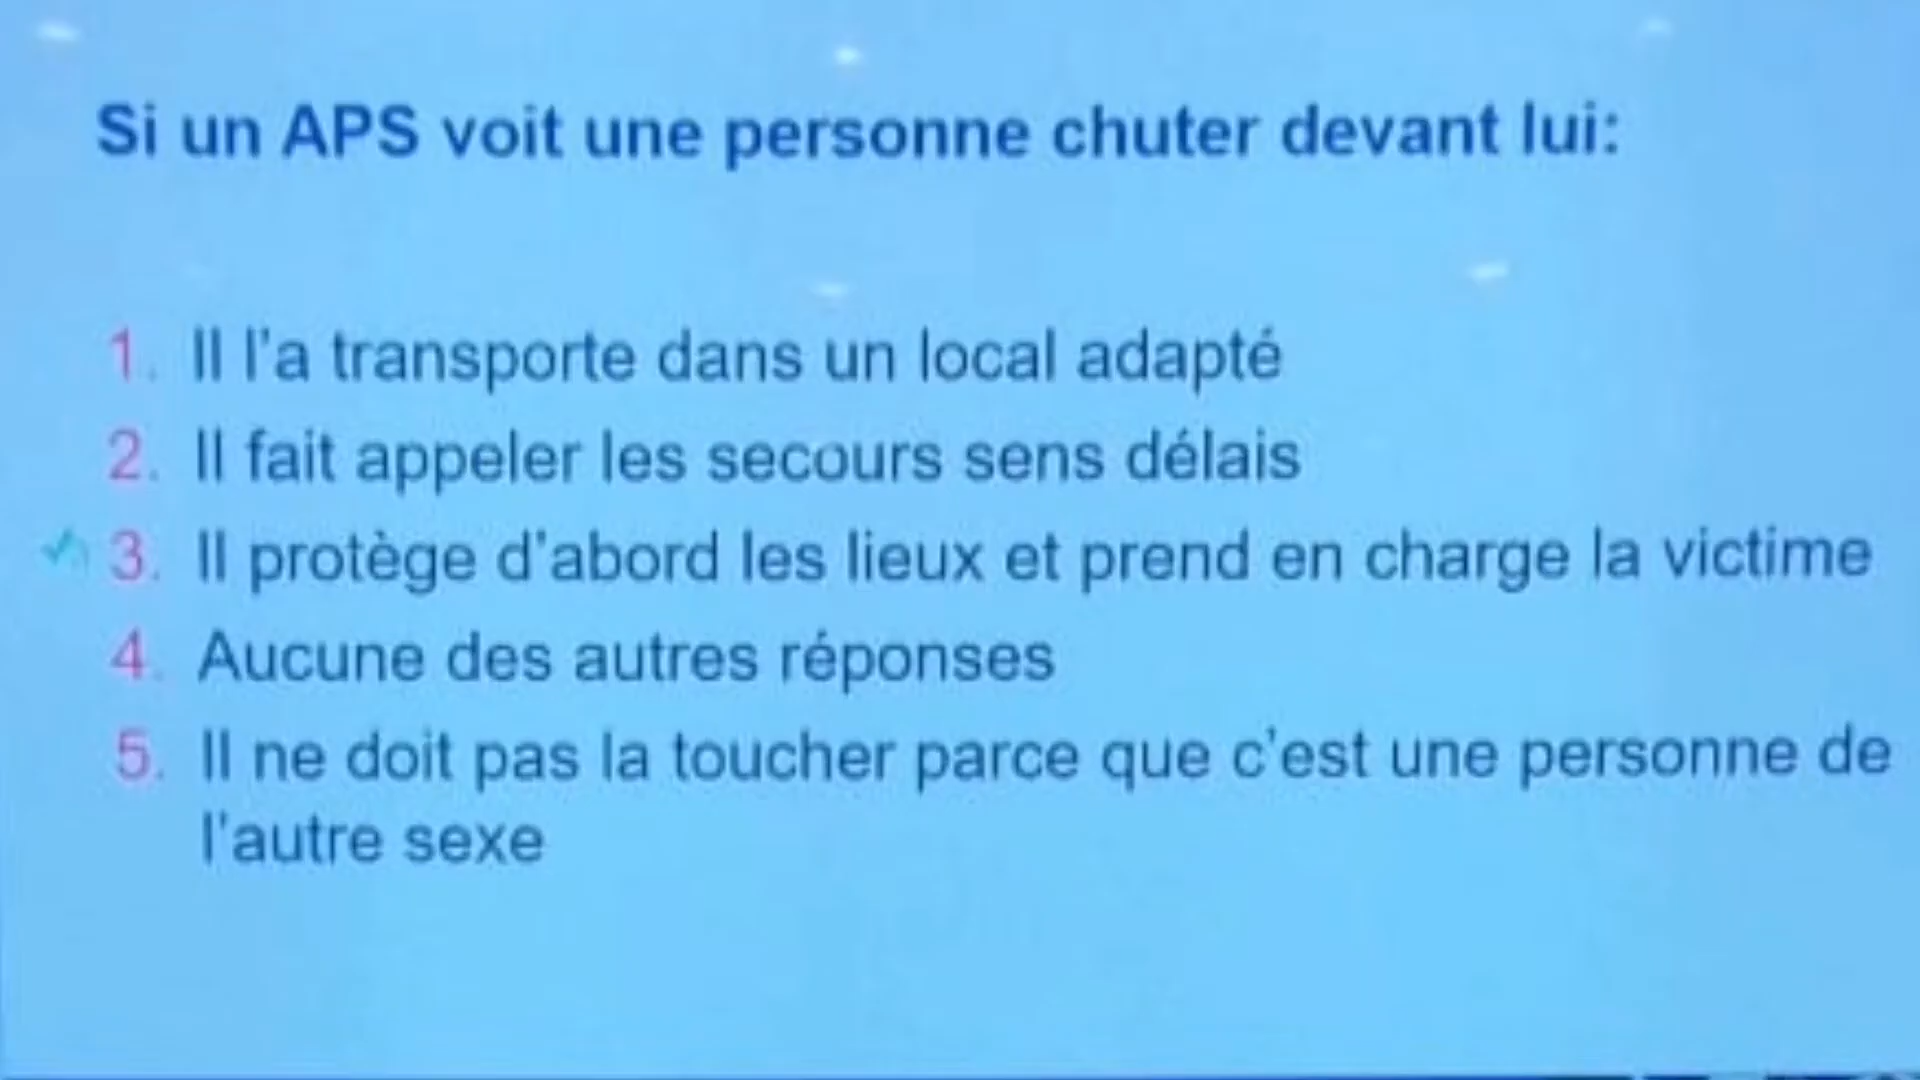 Si un APS voit une personne chuter devant lui:
1. Il l'a transporte dans un local adapté
2. Il fait appeler les secours sens délais
3. Il protège d'abord les lieux et prend en charge la victime
4. Aucune des autres réponses
5. Il ne doit pas la toucher parce que c'est une personne de
l'autre sexe